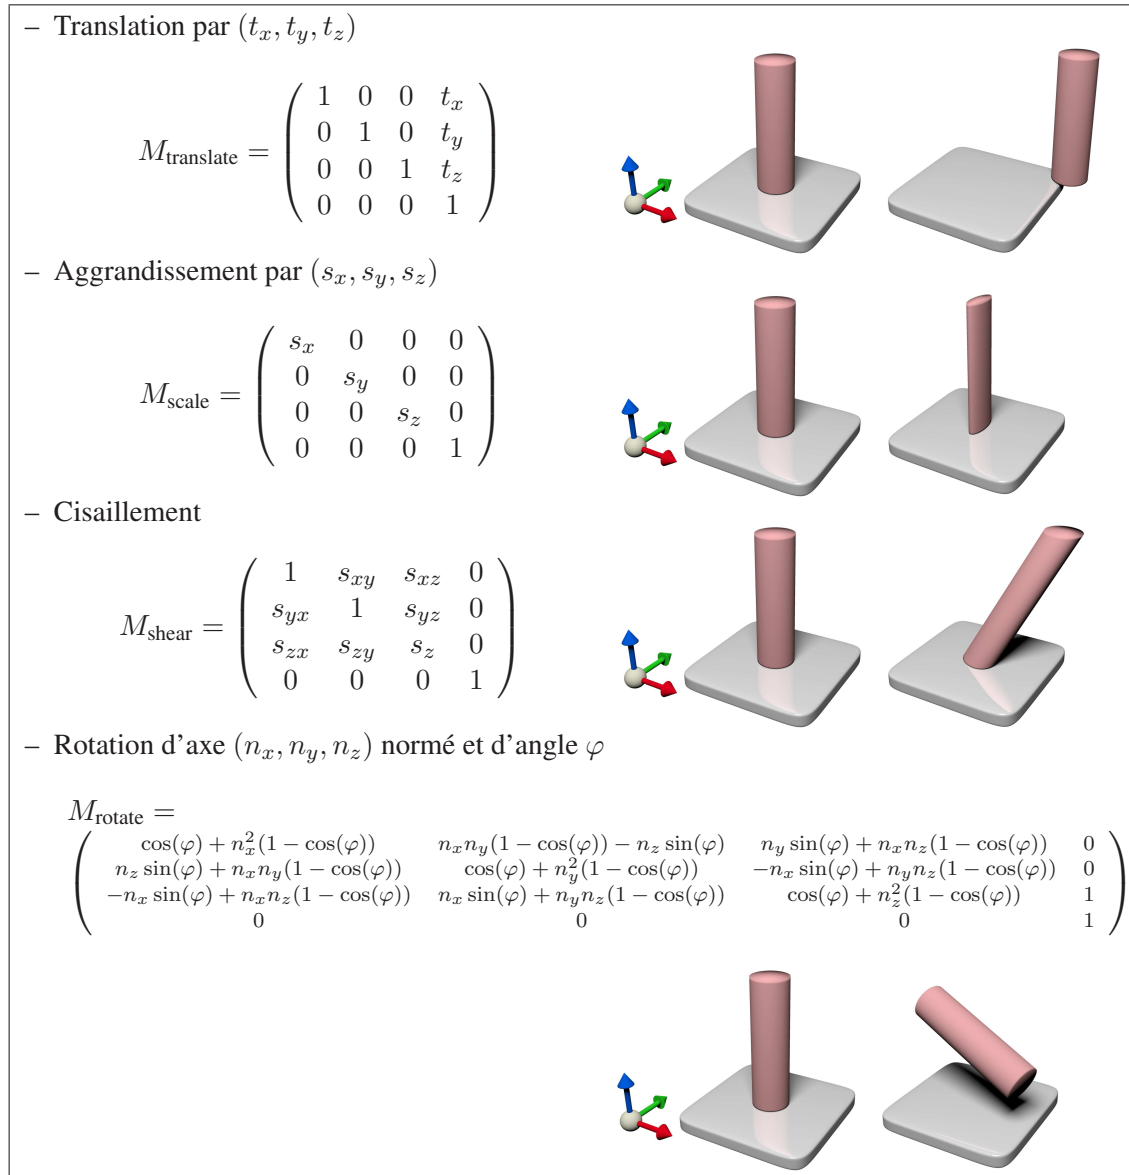 – Translation par (t_x, t_y, t_z)
M_translate =
1 0 0 t_x
0 1 0 t_y
0 0 1 t_z
0 0 0 1
– Aggrandissement par (s_x, s_y, s_z)
M_scale =
s_x 0 0 0
0 s_y 0 0
0 0 s_z 0
0 0 0 1
– Cisaillement
M_shear =
1 s_xy s_xz 0
s_yx 1 s_yz 0
s_zx s_zy s_z 0
0 0 0 1
– Rotation d'axe (n_x, n_y, n_z) normé et d'angle φ
M_rotate =
cos(φ) + n_x^2(1 − cos(φ)) n_x n_y(1 − cos(φ)) − n_z sin(φ) n_y sin(φ) + n_x n_z(1 − cos(φ)) 0
n_z sin(φ) + n_x n_y(1 − cos(φ)) cos(φ) + n_y^2(1 − cos(φ)) −n_x sin(φ) + n_y n_z(1 − cos(φ)) 0
−n_x sin(φ) + n_x n_z(1 − cos(φ)) n_x sin(φ) + n_y n_z(1 − cos(φ)) cos(φ) + n_z^2(1 − cos(φ)) 1
0 0 0 1